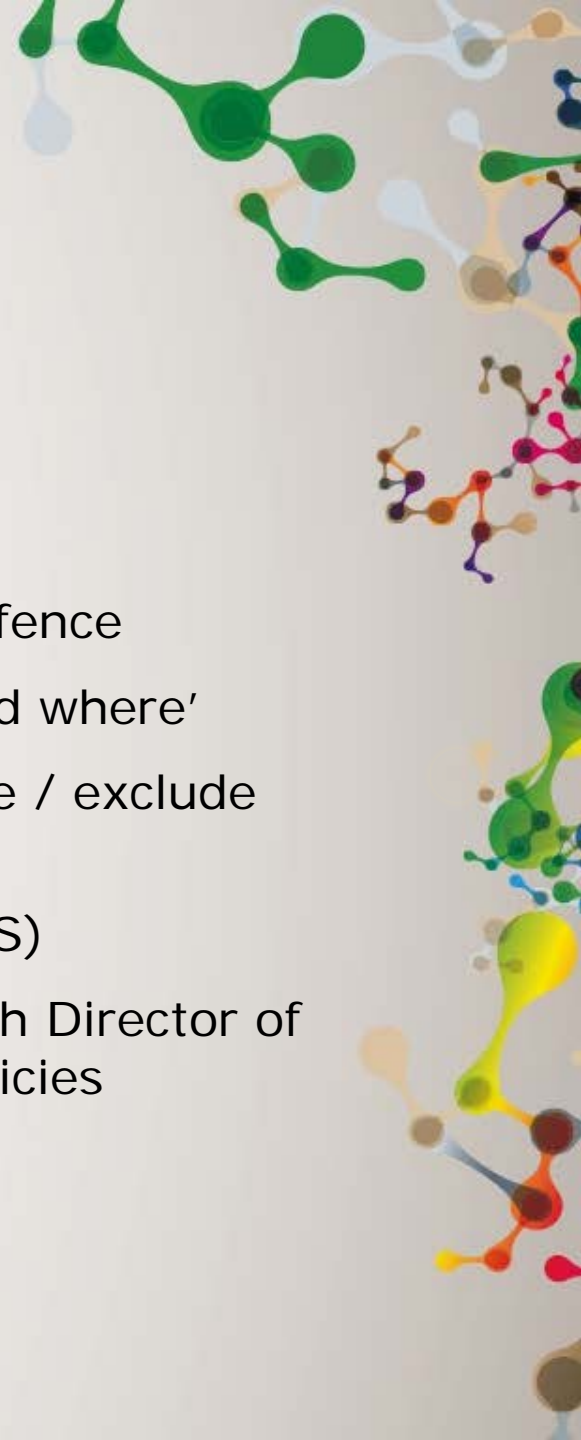 fence
d where’
e / exclude
S)
h Director of
icies